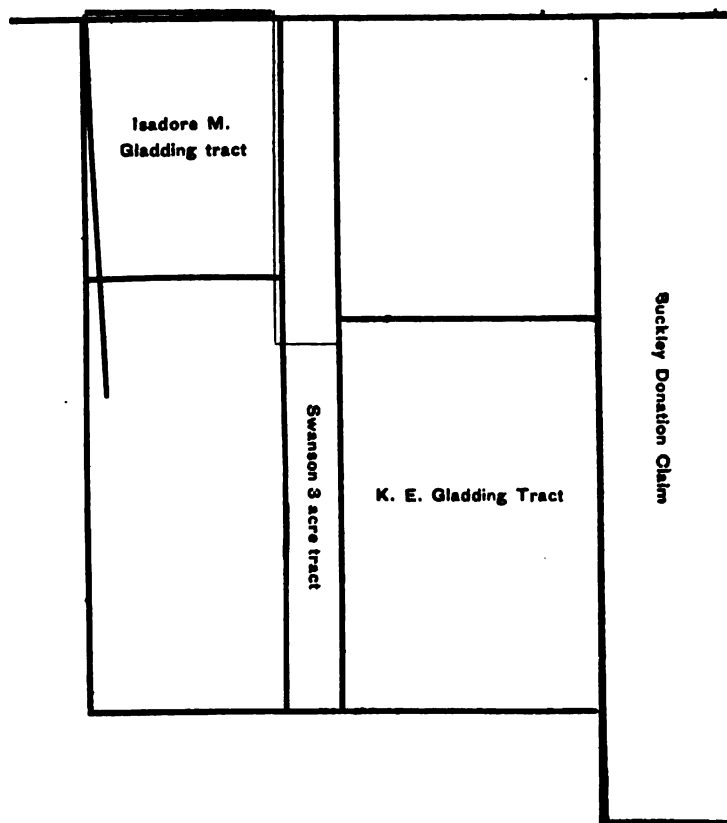 Isadore M.
Gladding tract
Swanson 3 acre tract
K. E. Gladding Tract
Buckley Donation Claim